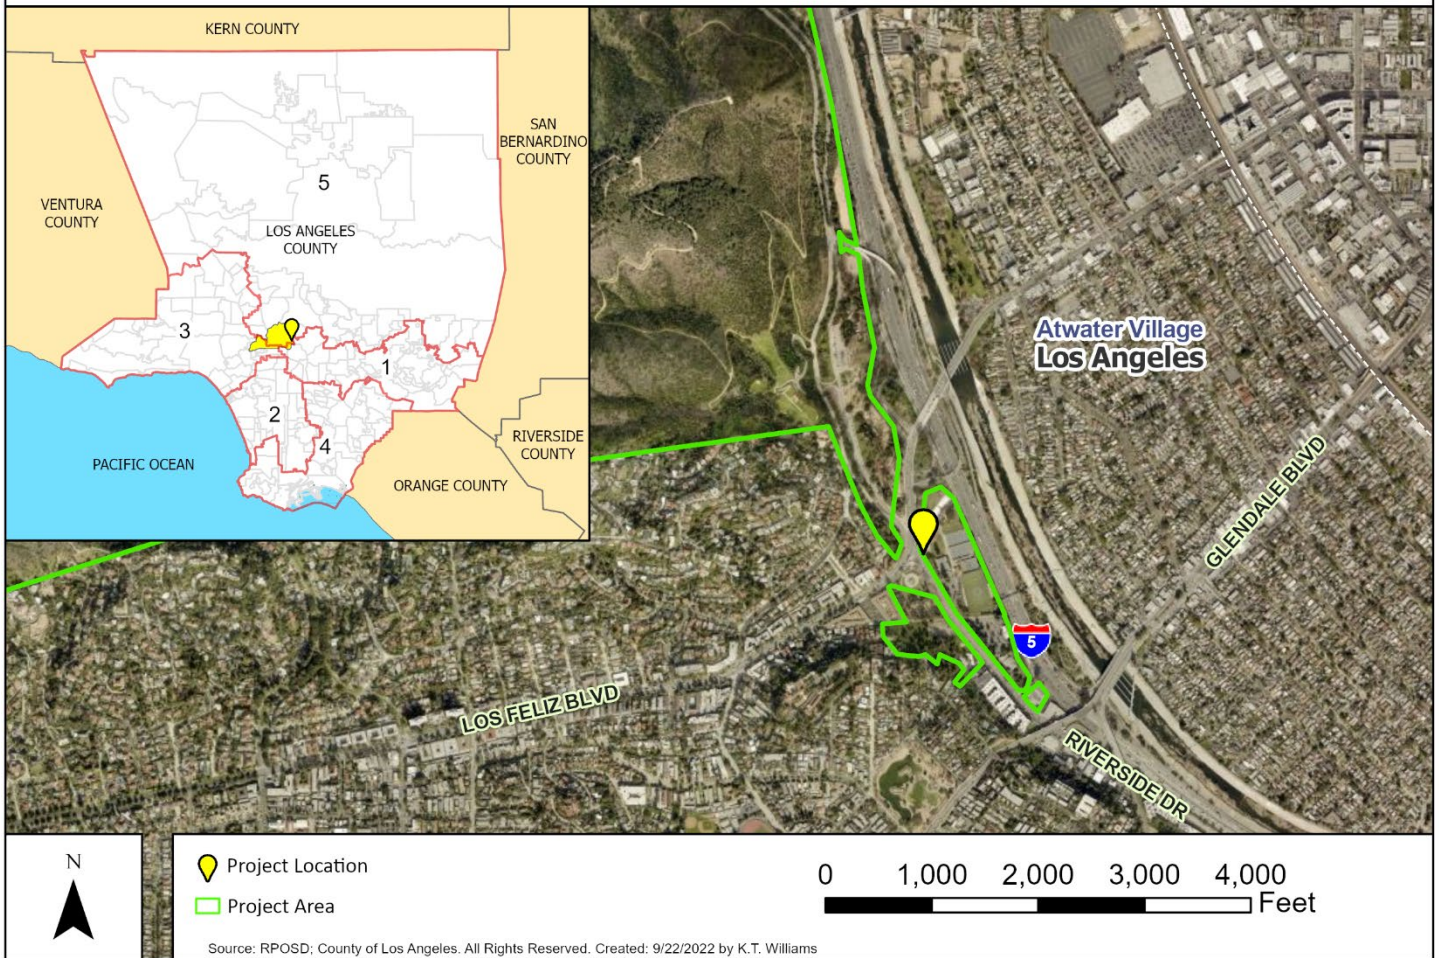 KERN COUNTY
SAN
BERNARDINO
COUNTY
5
VENTURA
COUNTY
LOS ANGELES
COUNTY
3
1
2
4
PACIFIC OCEAN
RIVERSIDE
COUNTY
ORANGE COUNTY
Atwater Village
Los Angeles
GLENDALE BLVD
5
LOS FELIZ BLVD
RIVERSIDE DR
N
Project Location
Project Area
0 1,000 2,000 3,000 4,000
Feet
Source: RPOSD; County of Los Angeles. All Rights Reserved. Created: 9/22/2022 by K.T. Williams